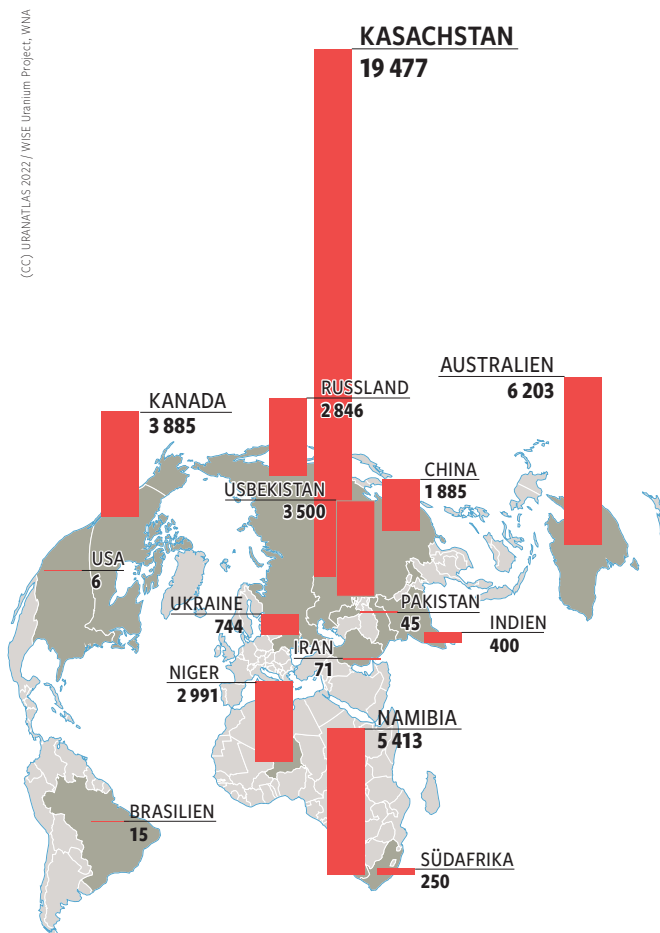 (CC) URANATLAS 2022 / WISE Uranium Project, WNA
KASACHSTAN
19 477
AUSTRALIEN
6 203
RUSSLAND
2 846
KANADA
3 885
CHINA
1 885
USBEKISTAN
3 500
USA
6
UKRAINE
744
PAKISTAN
45
INDIEN
400
IRAN
71
NIGER
2 991
NAMIBIA
5 413
BRASILIEN
15
SÜDAFRIKA
250